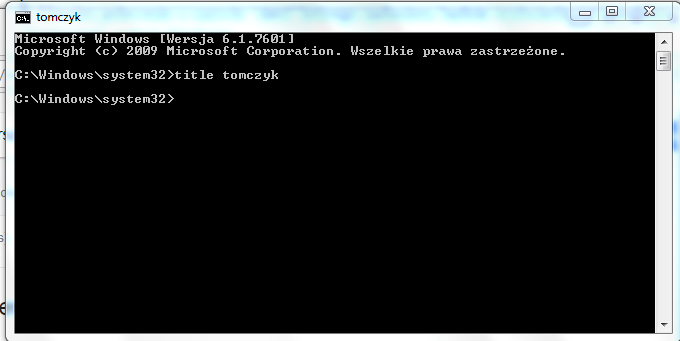 tomczyk
Microsoft Windows [Wersja 6.1.7601]
Copyright (c) 2009 Microsoft Corporation. Wszelkie prawa zastrzeżone.
C:\Windows\system32>title tomczyk
C:\Windows\system32>